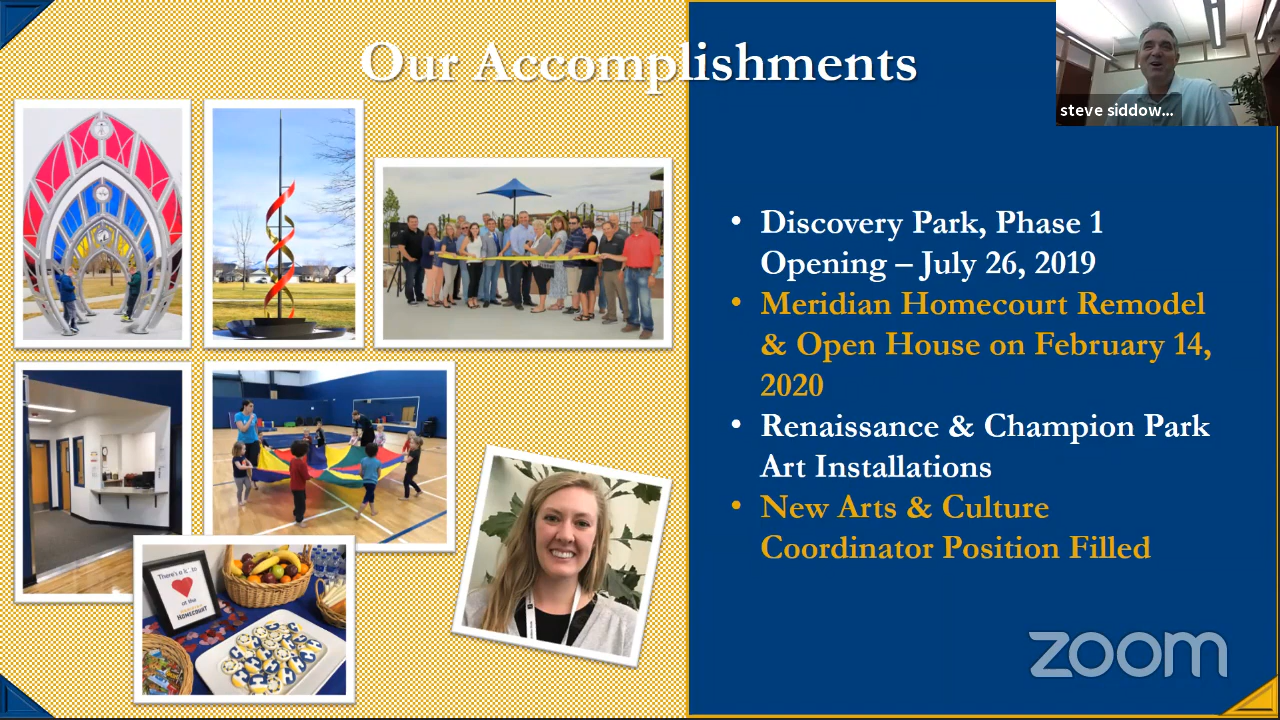 Our Accomplishments
steve siddow...
• Discovery Park, Phase 1
Opening – July 26, 2019
• Meridian Homecourt Remodel
& Open House on February 14,
2020
• Renaissance & Champion Park
Art Installations
• New Arts & Culture
Coordinator Position Filled
There's a lot to
at the
HOMECOURT
zoom